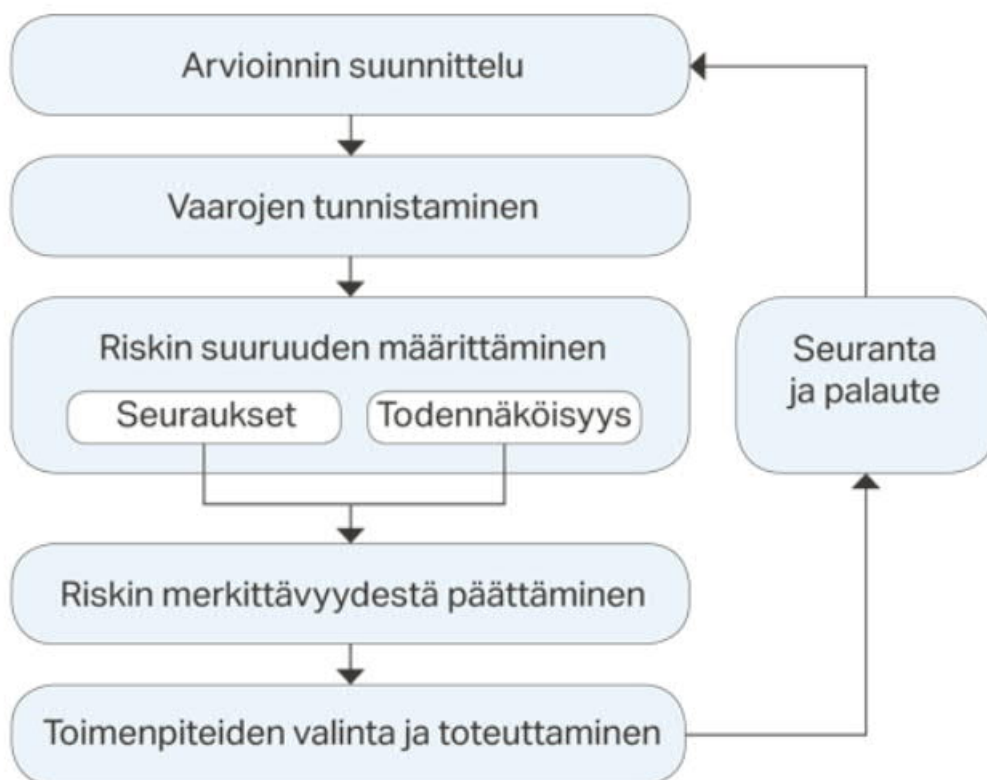 Arvioinnin suunnittelu
Vaarojen tunnistaminen
Riskin suuruuden määrittäminen
Seuraukset
Todennäköisyys
Riskin merkittävyydestä päättäminen
Toimenpiteiden valinta ja toteuttaminen
Seuranta
ja palaute